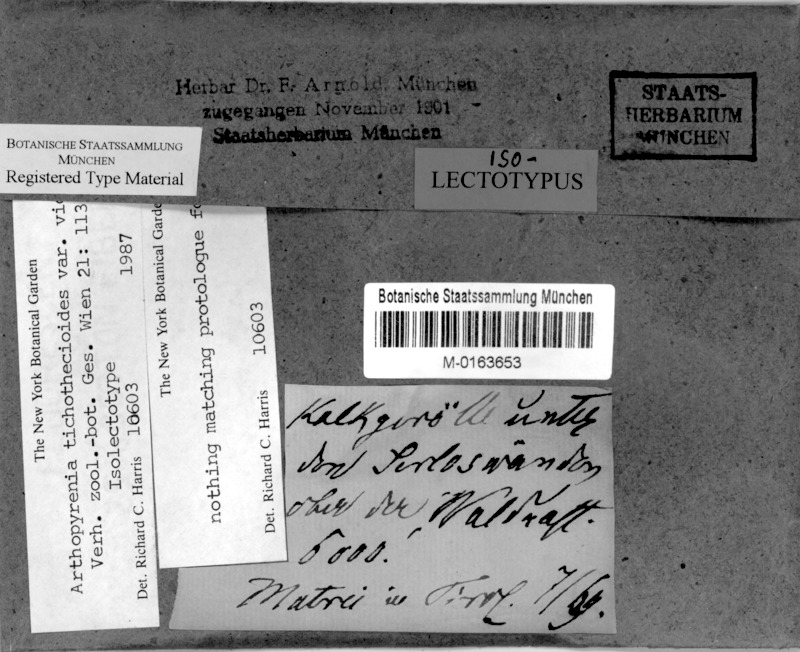 Herbar Dr. F. Arnold, München
zugegangen November 1901
Staatsherbarium München
STAATS-
HERBARIUM
MÜNCHEN
BOTANISCHE STAATSSAMMLUNG
MÜNCHEN
Registered Type Material
ISO-
LECTOTYPUS
The New York Botanical Garden
Arthopyrenia tichothecioides var.
Verh. zool.-bot. Ges. Wien 21: 113
Isolectotype 1987
10603
Det. Richard C. Harris
The New York Botanical Garde
nothing matching protologue
10603
Det. Richard C. Harris
Botanische Staatssammlung München
M-0163653
Kalkgerölle unter
den Serloswänden
ober der Waldrast.
6000'.
Matrei in Tirol. 7/69.